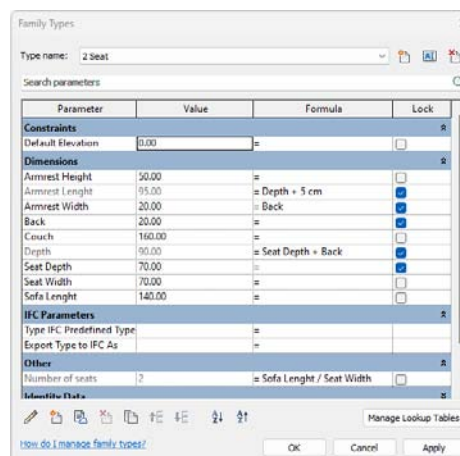 Family Types
Type name: 2 Seat
Search parameters
Parameter Value Formula Lock
Constraints
Default Elevation 0.00 =
Dimensions
Armrest Height 50.00 =
Armrest Lenght 95.00 = Depth + 5 cm
Armrest Width 20.00 = Back
Back 20.00 =
Couch 160.00 =
Depth 90.00 = Seat Depth + Back
Seat Depth 70.00 =
Seat Width 70.00 =
Sofa Lenght 140.00 =
IFC Parameters
Type IFC Predefined Type =
Export Type to IFC As =
Other
Number of seats 2 = Sofa Lenght / Seat Width
Identity Data
Manage Lookup Tables
How do I manage family types?
OK Cancel Apply